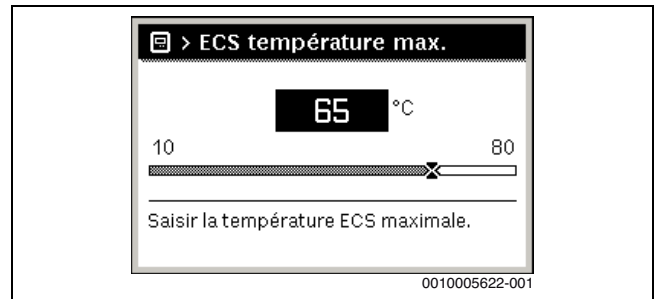 > ECS température max.
65 °C
10 80
Saisir la température ECS maximale.
0010005622-001